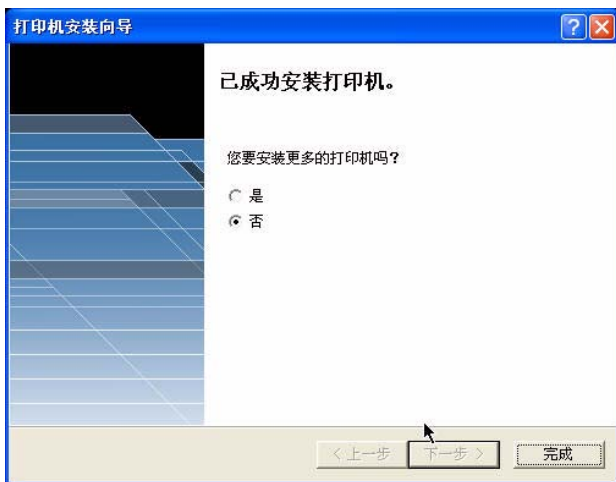 打印机安装向导
已成功安装打印机。
您要安装更多的打印机吗?
是
否
< 上一步 下一步 > 完成